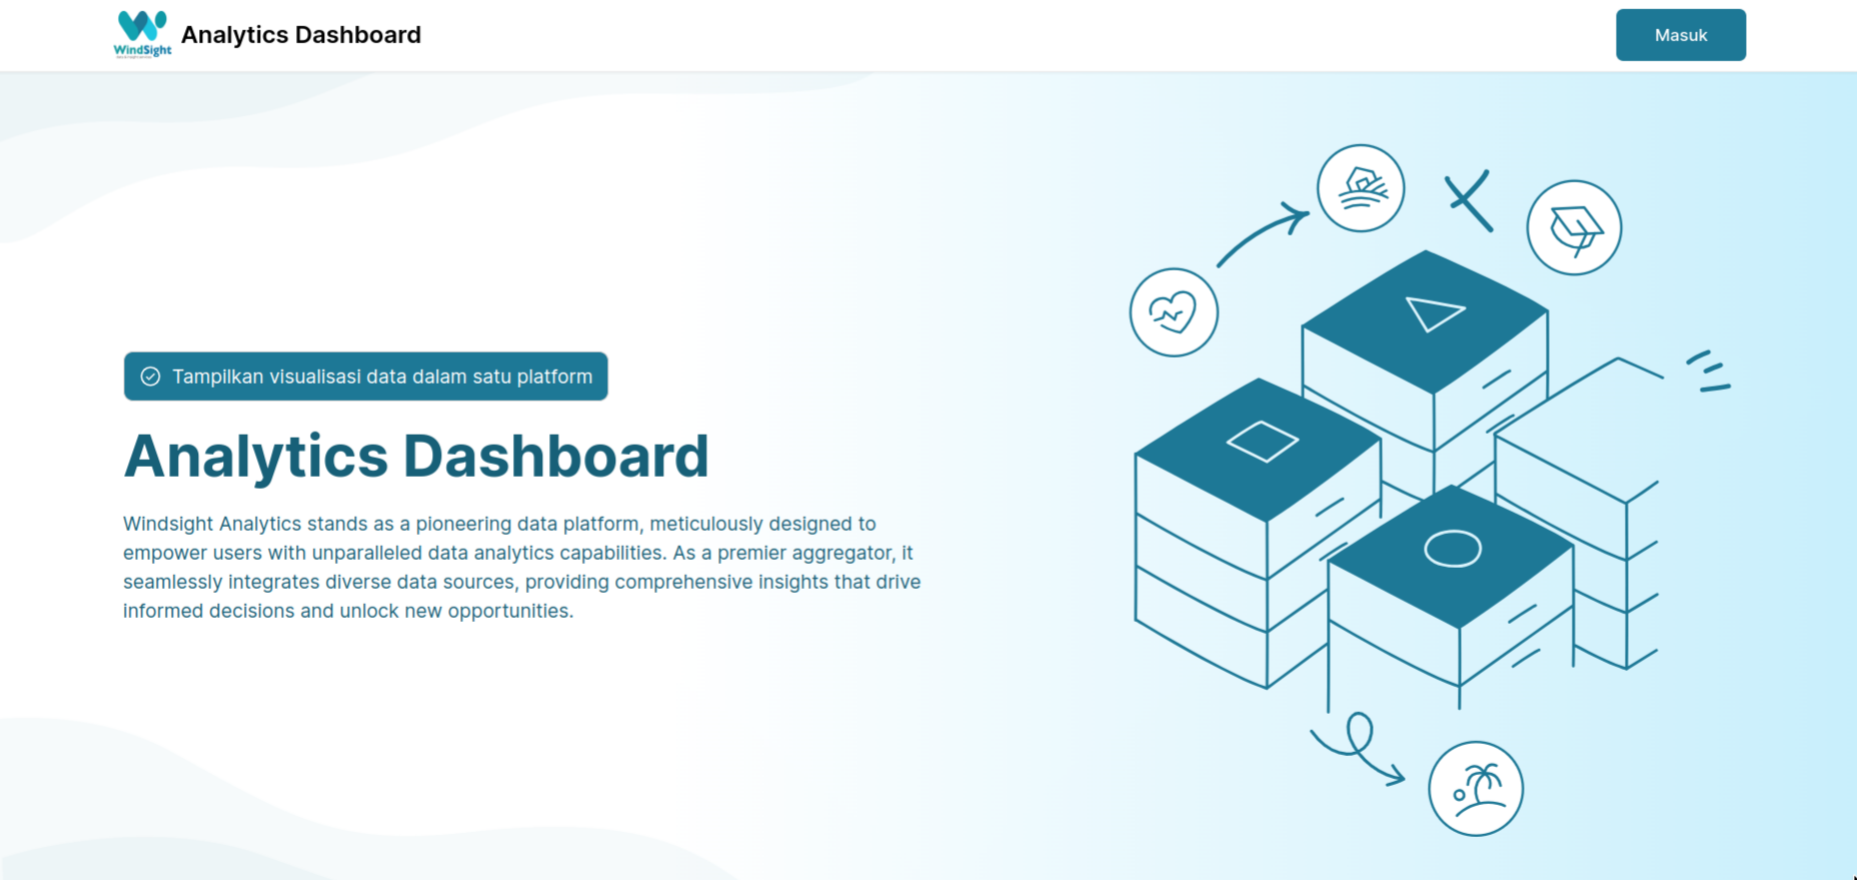 WindSight
Analytics Dashboard
Masuk
Tampilkan visualisasi data dalam satu platform
Analytics Dashboard
Windsight Analytics stands as a pioneering data platform, meticulously designed to
empower users with unparalleled data analytics capabilities. As a premier aggregator, it
seamlessly integrates diverse data sources, providing comprehensive insights that drive
informed decisions and unlock new opportunities.